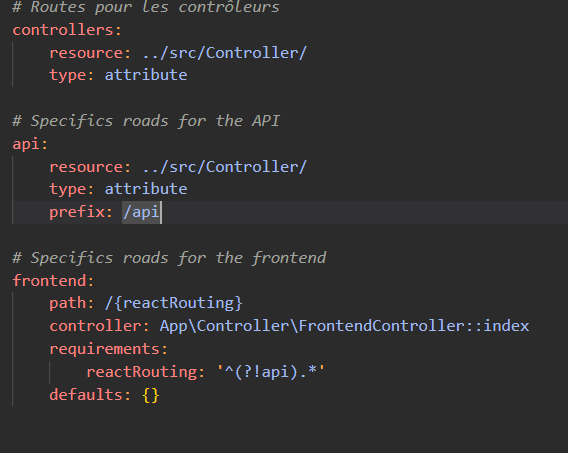 # Routes pour les contrôleurs
controllers:
    resource: ../src/Controller/
    type: attribute
# Specifics roads for the API
api:
    resource: ../src/Controller/
    type: attribute
    prefix: /api
# Specifics roads for the frontend
frontend:
    path: /{reactRouting}
    controller: App\Controller\FrontendController::index
    requirements:
        reactRouting: '^(?!api).*'
    defaults: {}